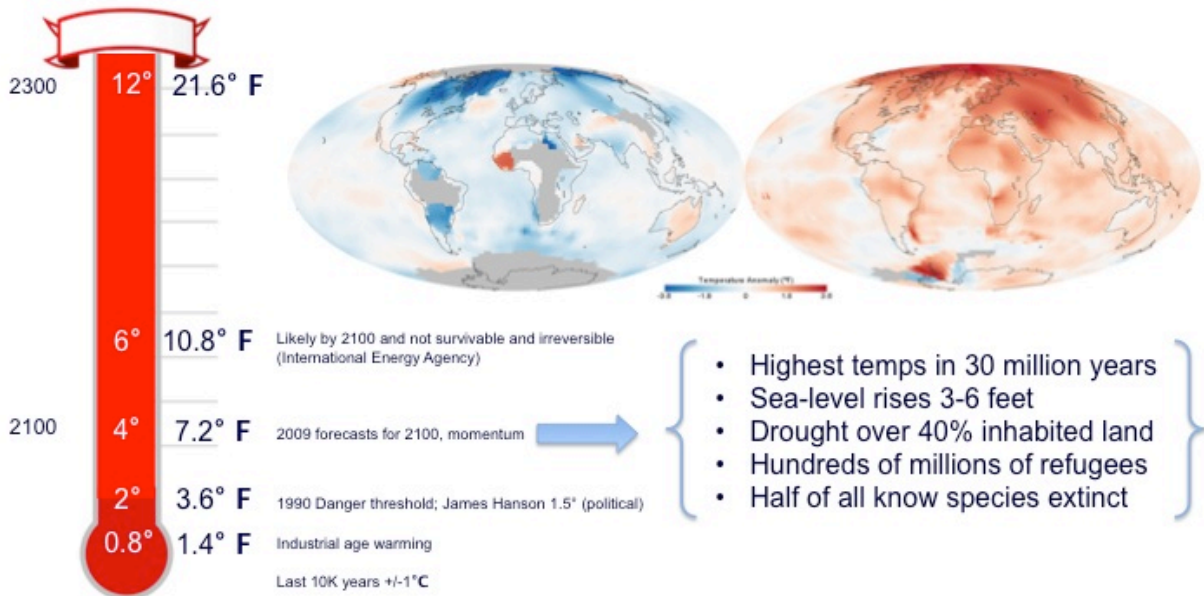 2300
12° 21.6° F
Temperature Anomaly (°F)
6° 10.8° F
Likely by 2100 and not survivable and irreversible
(International Energy Agency)
2100
4° 7.2° F
2009 forecasts for 2100, momentum
• Highest temps in 30 million years
• Sea-level rises 3-6 feet
• Drought over 40% inhabited land
• Hundreds of millions of refugees
• Half of all know species extinct
2° 3.6° F
1990 Danger threshold; James Hanson 1.5° (political)
0.8° 1.4° F
Industrial age warming
Last 10K years +/-1°C